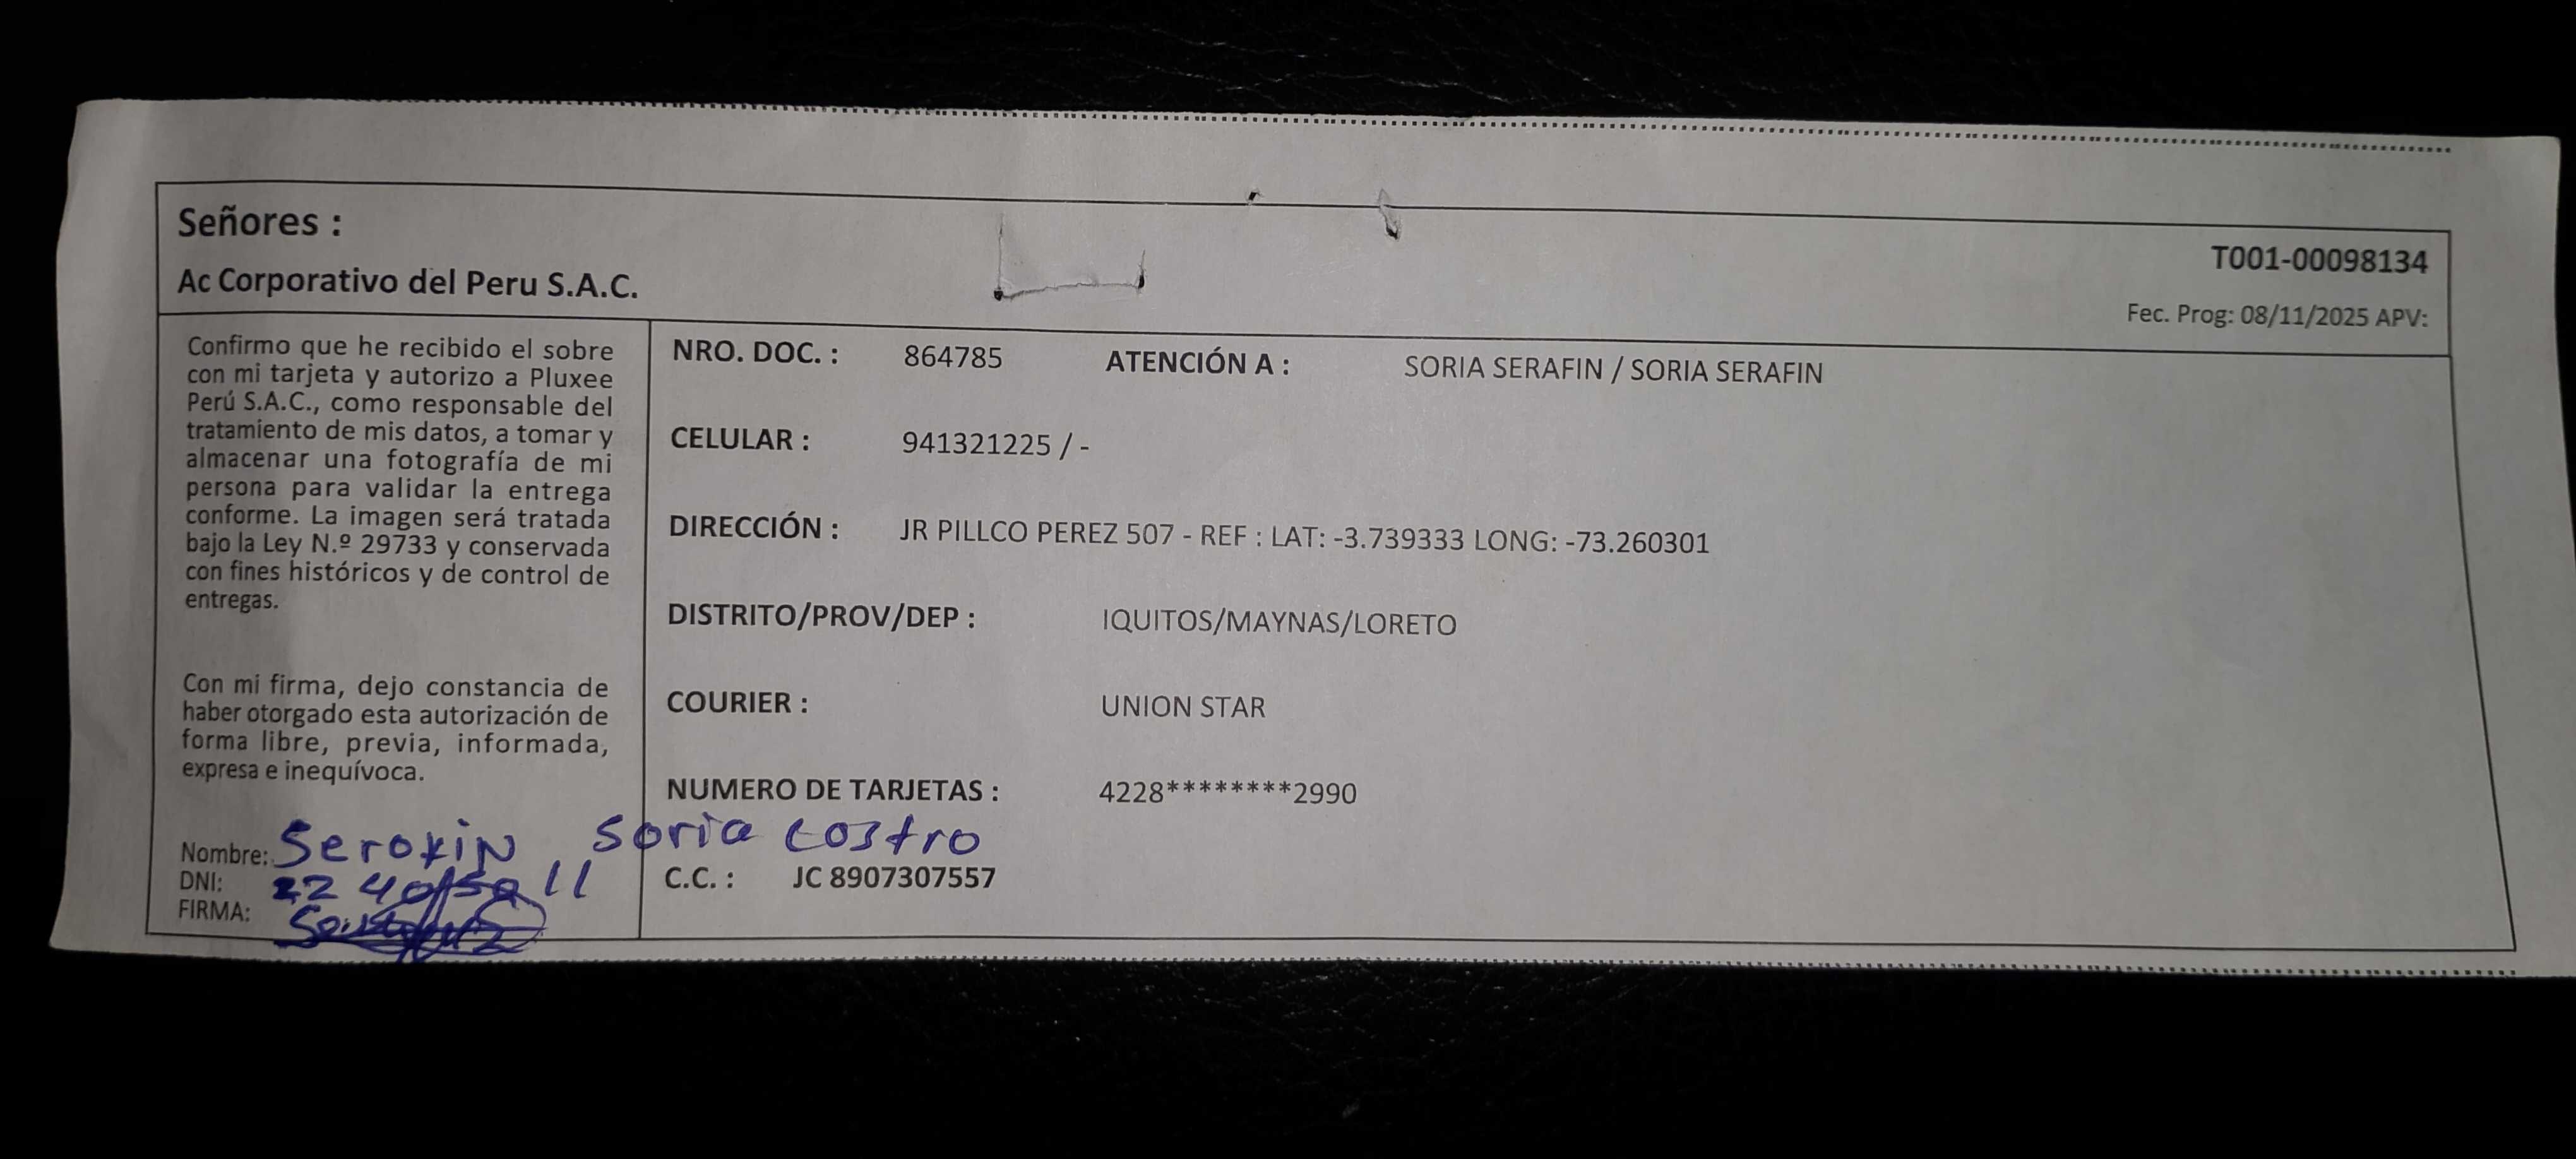 Señores :
Ac Corporativo del Peru S.A.C.
T001-00098134
Fec. Prog: 08/11/2025 APV:
Confirmo que he recibido el sobre
con mi tarjeta y autorizo a Pluxee
Perú S.A.C., como responsable del
tratamiento de mis datos, a tomar y
almacenar una fotografía de mi
persona para validar la entrega
conforme. La imagen será tratada
bajo la Ley N.º 29733 y conservada
con fines históricos y de control de
entregas.
Con mi firma, dejo constancia de
haber otorgado esta autorización de
forma libre, previa, informada,
expresa e inequívoca.
Nombre: Serafin Soria Castro
DNI:
FIRMA:
NRO. DOC. : 864785 ATENCIÓN A : SORIA SERAFIN / SORIA SERAFIN
CELULAR : 941321225 / -
DIRECCIÓN : JR PILLCO PEREZ 507 - REF : LAT: -3.739333 LONG: -73.260301
DISTRITO/PROV/DEP : IQUITOS/MAYNAS/LORETO
COURIER : UNION STAR
NUMERO DE TARJETAS : 4228********2990
C.C. : JC 8907307557